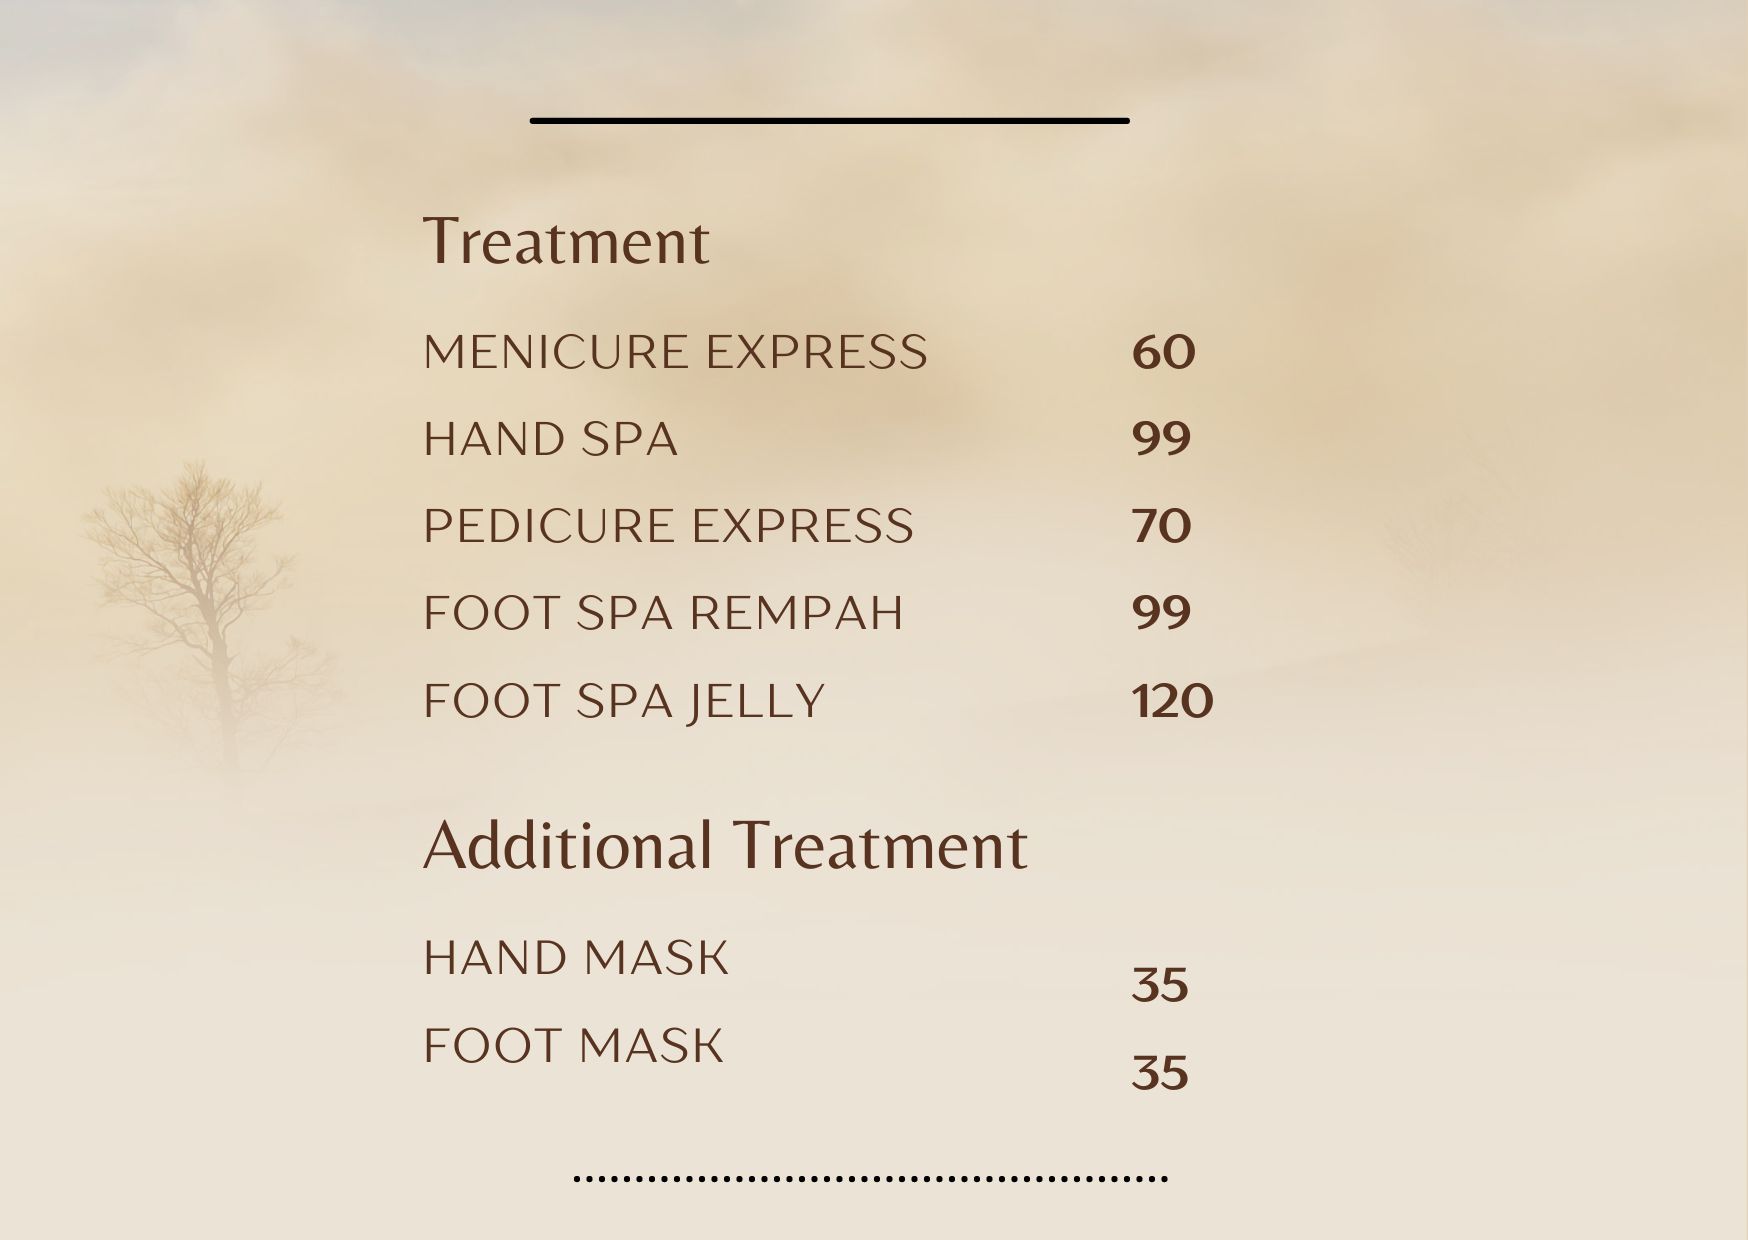 Treatment
MENICURE EXPRESS 60
HAND SPA 99
PEDICURE EXPRESS 70
FOOT SPA REMPAH 99
FOOT SPA JELLY 120
Additional Treatment
HAND MASK 35
FOOT MASK 35